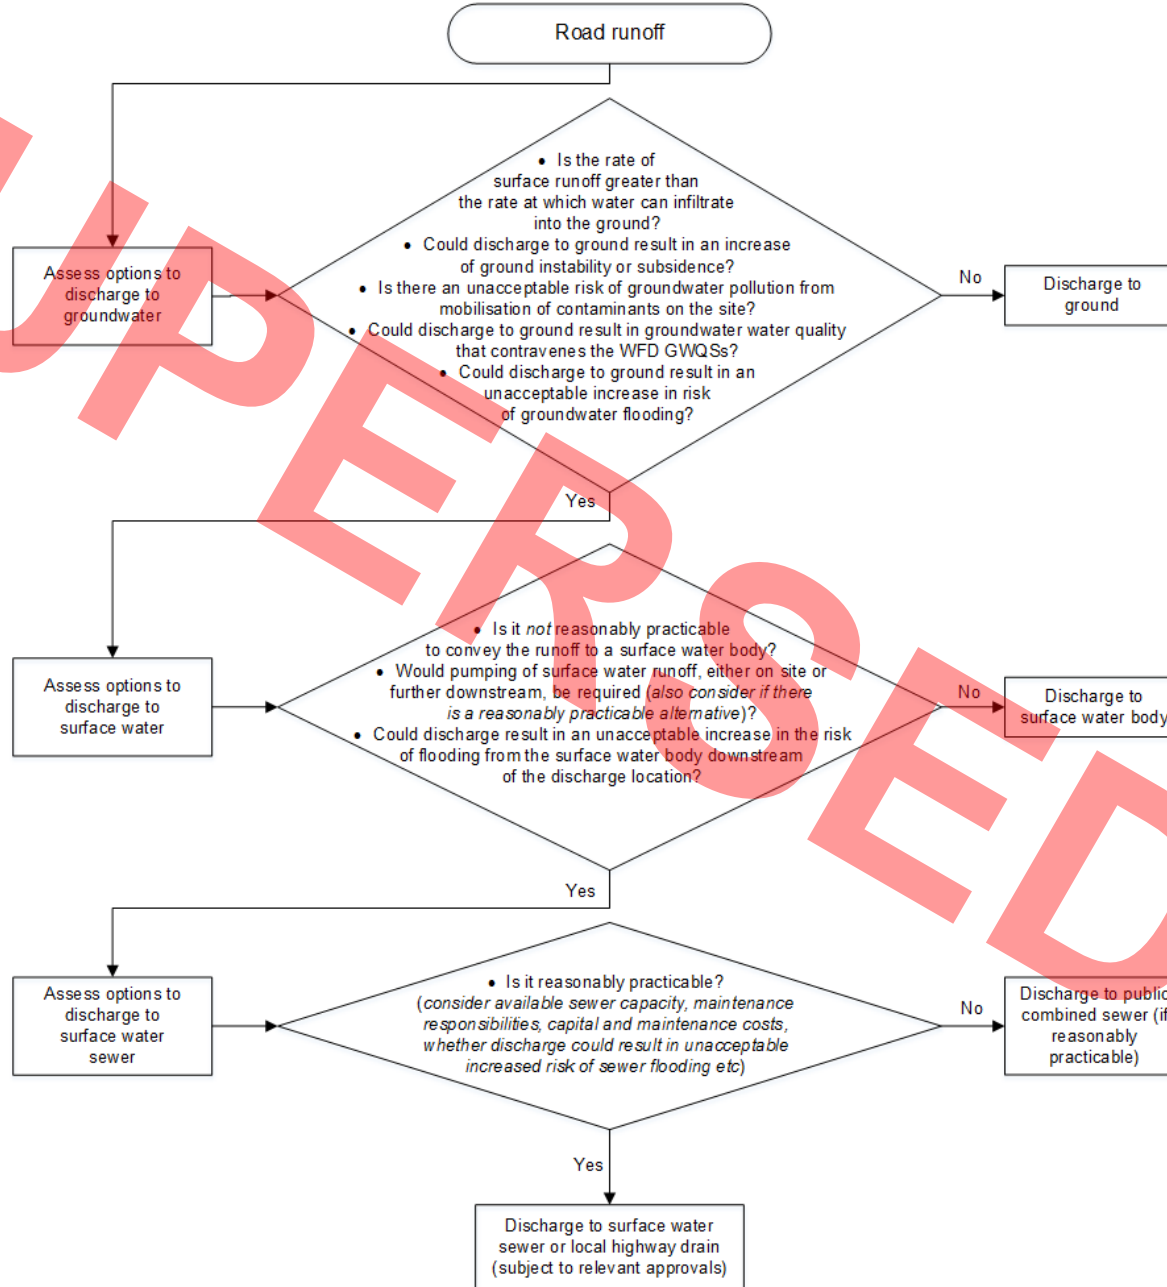 Road runoff
• Is the rate of
surface runoff greater than
the rate at which water can infiltrate
into the ground?
• Could discharge to ground result in an increase
of ground instability or subsidence?
• Is there an unacceptable risk of groundwater pollution from
mobilisation of contaminants on the site?
• Could discharge to ground result in groundwater water quality
that contravenes the WFD GWQSs?
• Could discharge to ground result in an
unacceptable increase in risk
of groundwater flooding?
Assess options to
discharge to
groundwater
No
Discharge to
ground
Yes
• Is it not reasonably practicable
to convey the runoff to a surface water body?
• Would pumping of surface water runoff, either on site or
further downstream, be required (also consider if there
is a reasonably practicable alternative)?
• Could discharge result in an unacceptable increase in the risk
of flooding from the surface water body downstream
of the discharge location?
Assess options to
discharge to
surface water
No
Discharge to
surface water body
Yes
• Is it reasonably practicable?
(consider available sewer capacity, maintenance
responsibilities, capital and maintenance costs,
whether discharge could result in unacceptable
increased risk of sewer flooding etc)
Assess options to
discharge to
surface water
sewer
No
Discharge to public
combined sewer (if
reasonably
practicable)
Yes
Discharge to surface water
sewer or local highway drain
(subject to relevant approvals)
UPERSED